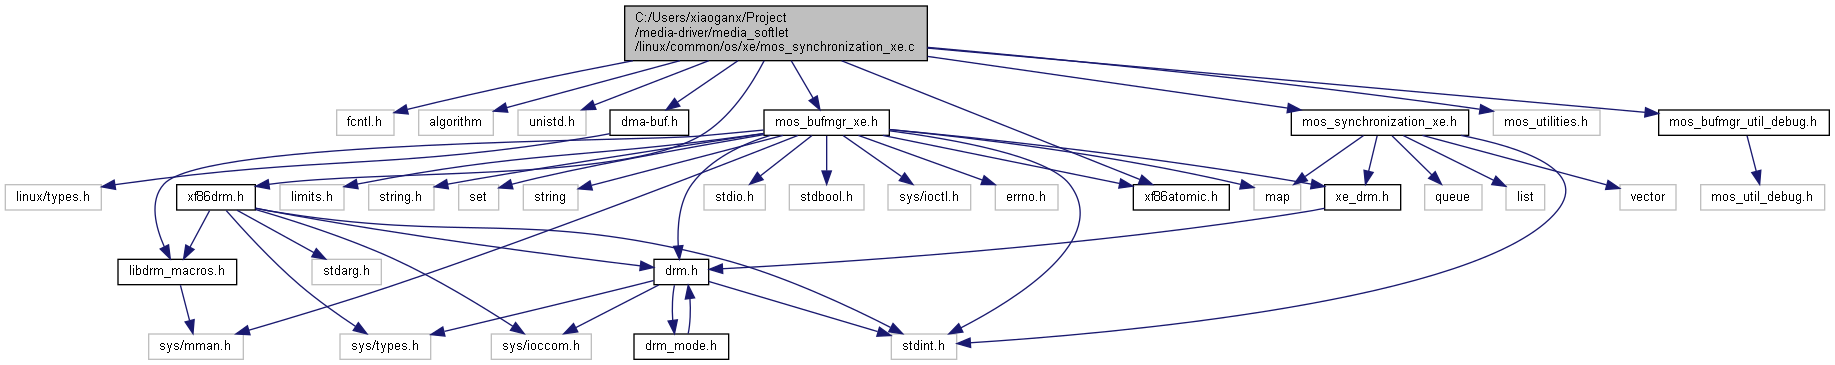 C:/Users/xiaoganx/Project
/media-driver/media_softlet
/linux/common/os/xe/mos_synchronization_xe.c
fcntl.h
algorithm
unistd.h
dma-buf.h
mos_bufmgr_xe.h
mos_synchronization_xe.h
mos_utilities.h
mos_bufmgr_util_debug.h
linux/types.h
xf86drm.h
limits.h
string.h
set
string
stdio.h
stdbool.h
sys/ioctl.h
errno.h
xf86atomic.h
map
xe_drm.h
queue
list
vector
mos_util_debug.h
libdrm_macros.h
stdarg.h
drm.h
sys/mman.h
sys/types.h
sys/ioccom.h
drm_mode.h
stdint.h